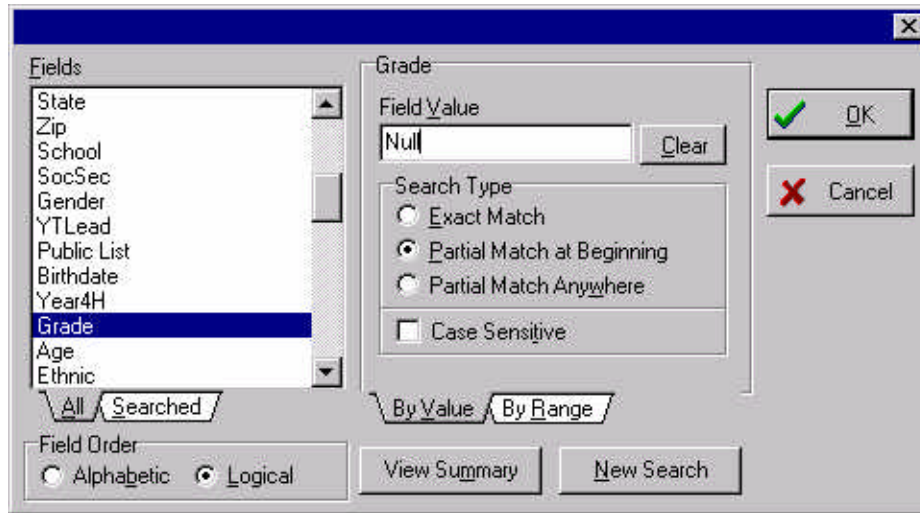 Fields
State
Zip
School
SocSec
Gender
YTLead
Public List
Birthdate
Year4H
Grade
Age
Ethnic
All
Searched
Field Order
Alphabetic
Logical
Grade
Field Value
Null
Clear
Search Type
Exact Match
Partial Match at Beginning
Partial Match Anywhere
Case Sensitive
By Value
By Range
View Summary
New Search
OK
Cancel